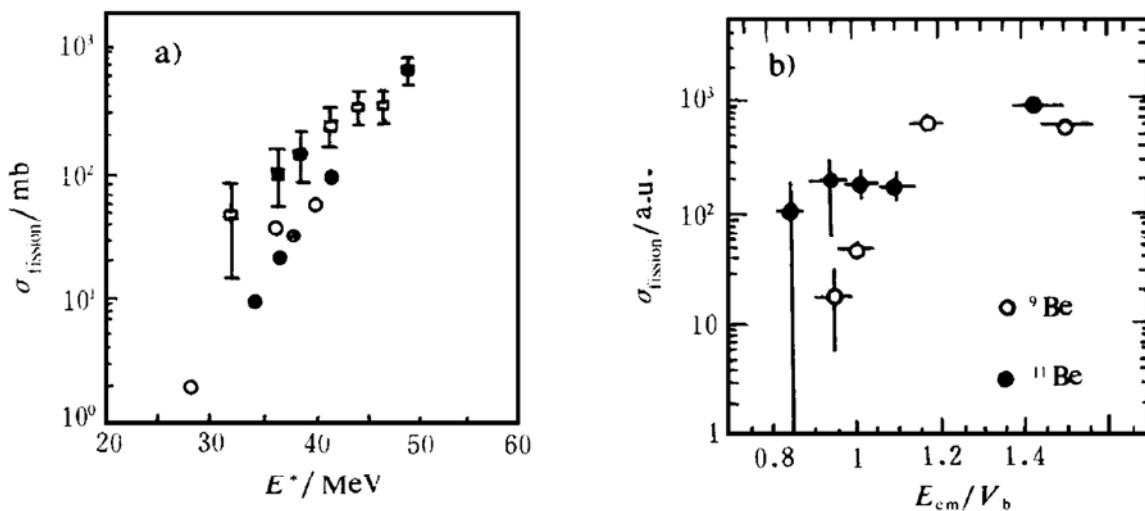 a)
10³
10²
10¹
10⁰
σfission/mb
20
30
40
50
60
E*/ MeV
b)
10³
10²
10
1
σfission/a.u.
⁹Be
¹¹Be
0.8
1
1.2
1.4
Ecm/Vb